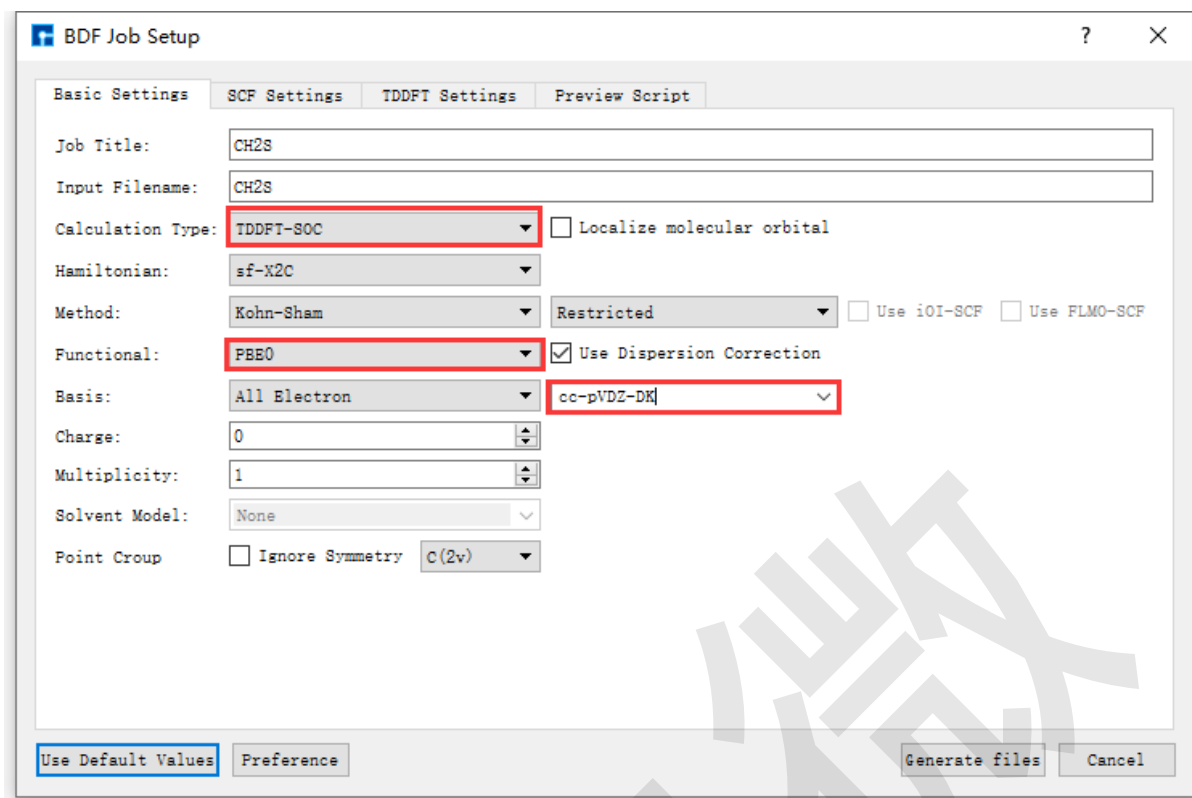 BDF Job Setup ?
Basic Settings SCF Settings TDDFT Settings Preview Script
Job Title: CH2S
Input Filename: CH2S
Calculation Type: TDDFT-SOC Localize molecular orbital
Hamiltonian: sf-X2C
Method: Kohn-Sham Restricted Use iOI-SCF Use FLMO-SCF
Functional: PBE0 Use Dispersion Correction
Basis: All Electron cc-pVDZ-DK
Charge: 0
Multiplicity: 1
Solvent Model: None
Point Croup Ignore Symmetry C(2v)
微
Use Default Values Preference Generate files Cancel